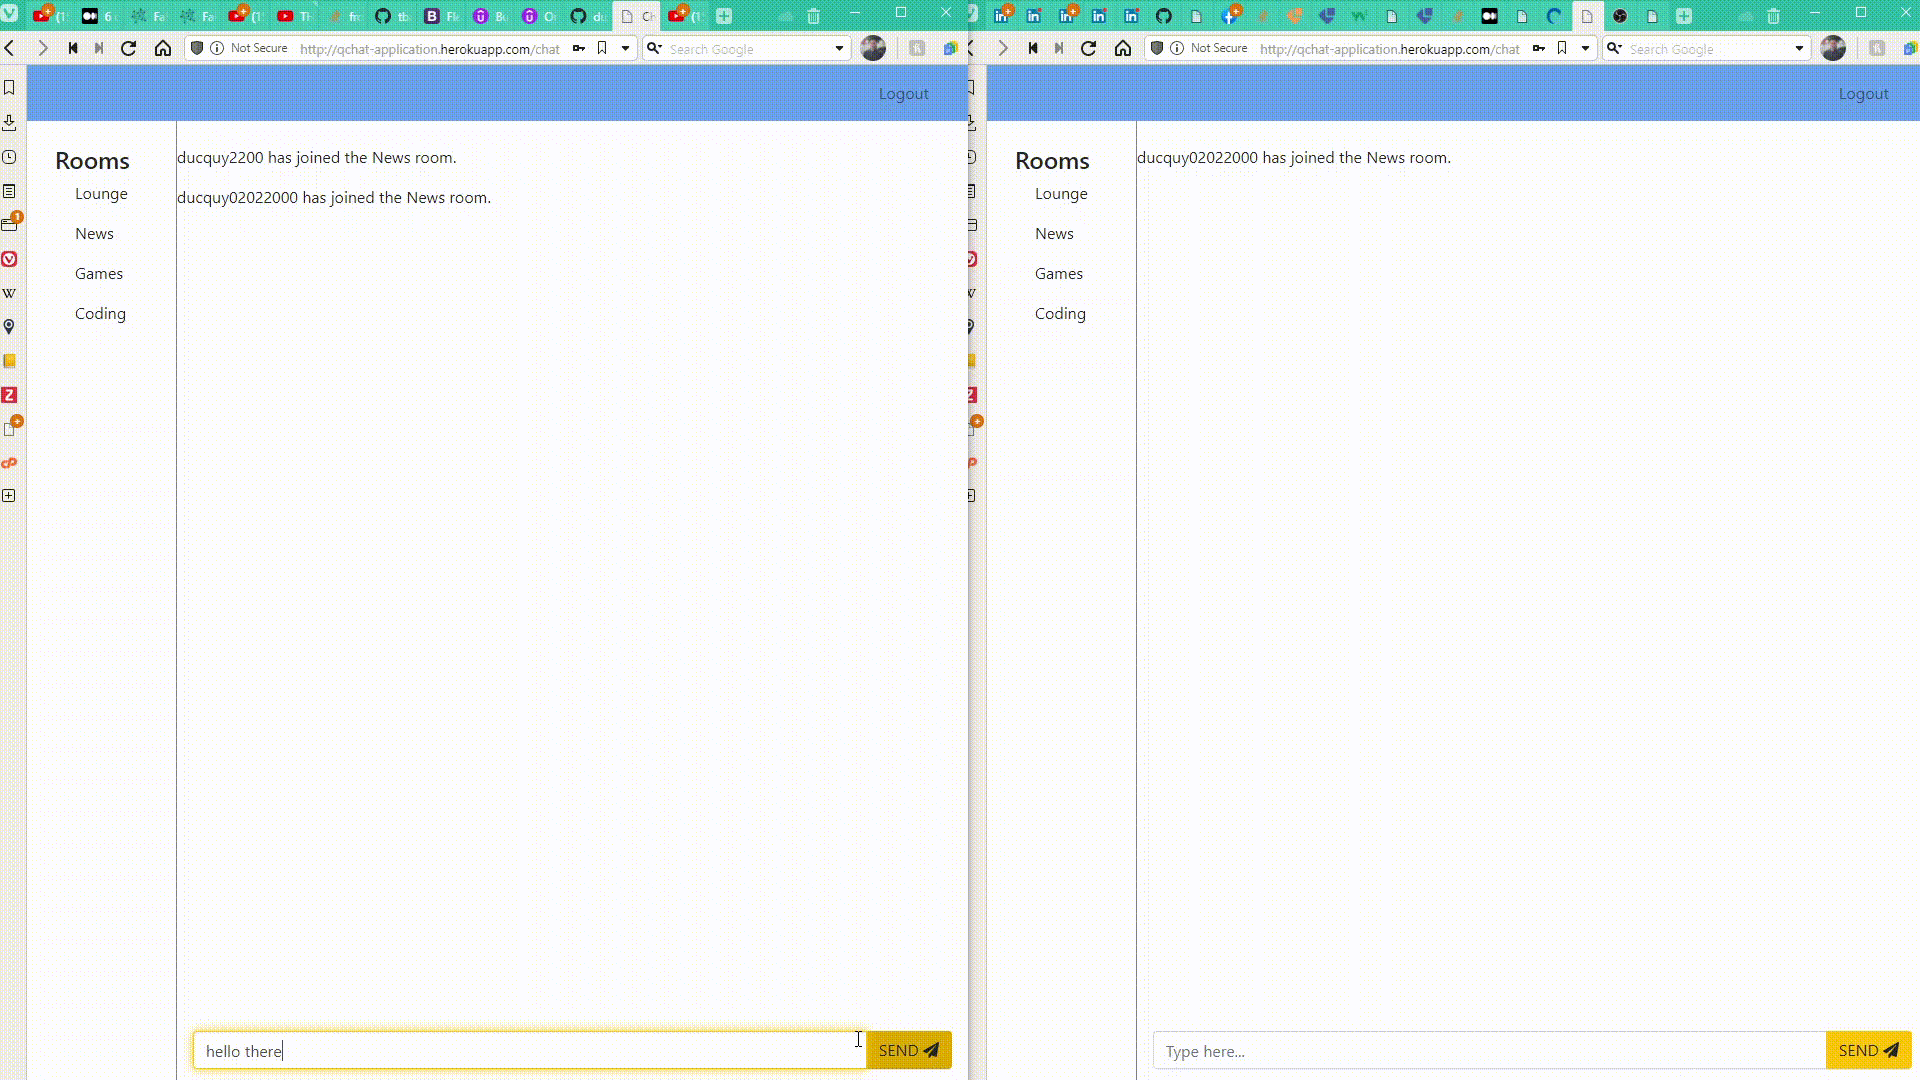 Not Secure http://qchat-application.herokuapp.com/chat Search Google
Logout
Rooms
Lounge
News
Games
Coding
ducquy2200 has joined the News room.
ducquy02022000 has joined the News room.
hello there
SEND
Not Secure http://qchat-application.herokuapp.com/chat Search Google
Logout
Rooms
Lounge
News
Games
Coding
ducquy02022000 has joined the News room.
Type here...
SEND